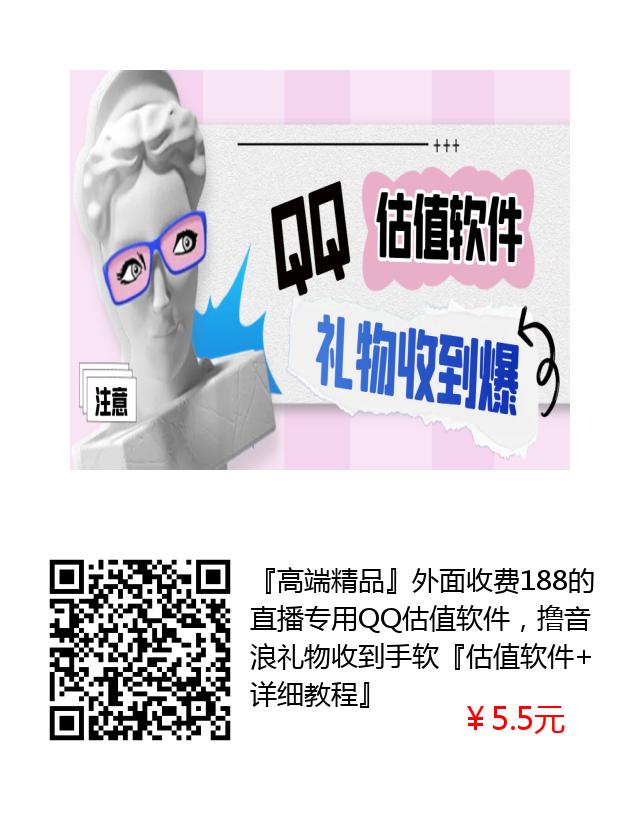 +++
QQ
估值软件
礼物收到爆
注意
『高端精品』外面收费188的
直播专用QQ估值软件，撸音
浪礼物收到手软『估值软件+
详细教程』
¥5.5元